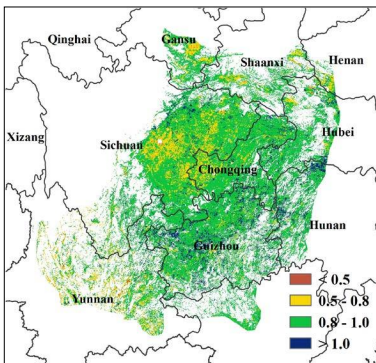 Qinghai
Gansu
Shaanxi
Henan
Xizang
Sichuan
Hubei
Chongqing
Hunan
Guizhou
Yunnan
< 0.5
0.5 - 0.8
0.8 - 1.0
> 1.0